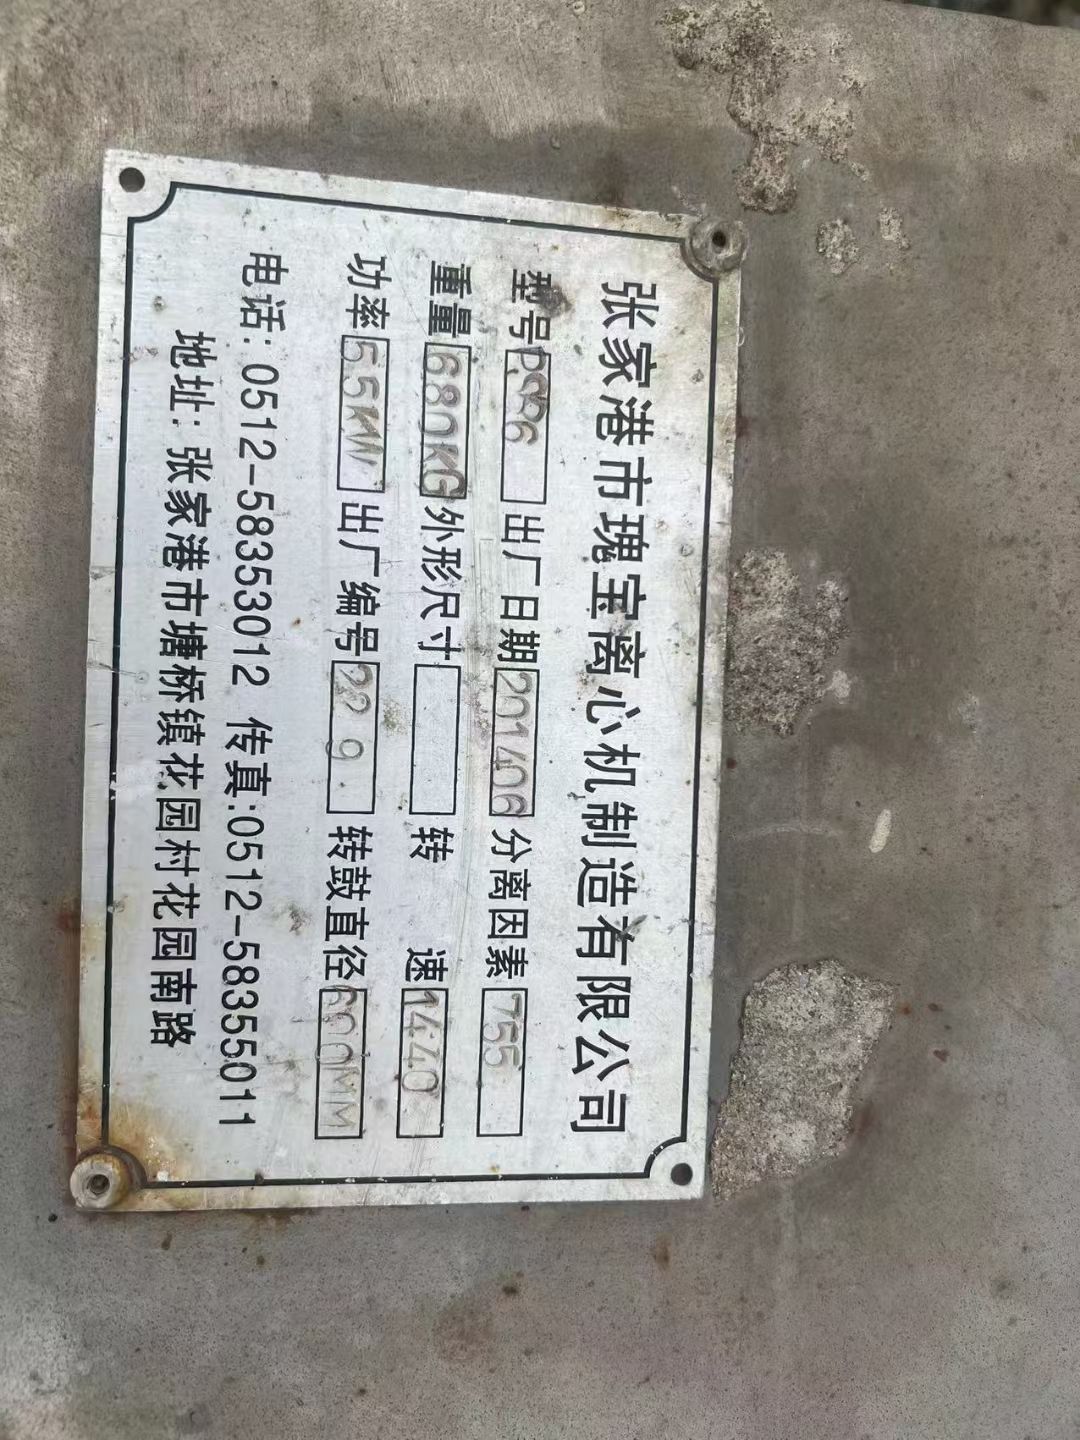 张家港市瑰宝离心机制造有限公司
型号 出厂日期 201406 分离因素 755
重量 680KG 外形尺寸 转速 1440
功率 55KW 出厂编号 229 转鼓直径 600MM
电话: 0512-58353012 传真:0512-58355011
地址: 张家港市塘桥镇花园村花园南路